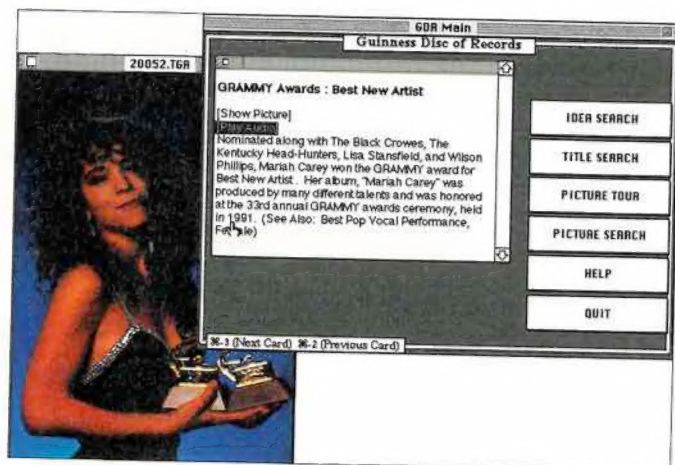 20052.TGA
GDR Main
Guinness Disc of Records
GRAMMY Awards : Best New Artist
[Show Picture]
[Play Audio]
Nominated along with The Black Crowes, The
Kentucky Head-Hunters, Lisa Stansfield, and Wilson
Phillips, Mariah Carey won the GRAMMY award for
Best New Artist. Her album, "Mariah Carey" was
produced by many different talents and was honored
at the 33rd annual GRAMMY awards ceremony, held
in 1991. (See Also: Best Pop Vocal Performance,
Female)
IDEA SEARCH
TITLE SEARCH
PICTURE TOUR
PICTURE SEARCH
HELP
QUIT
⌘-3 (Next Card) ⌘-2 (Previous Card)